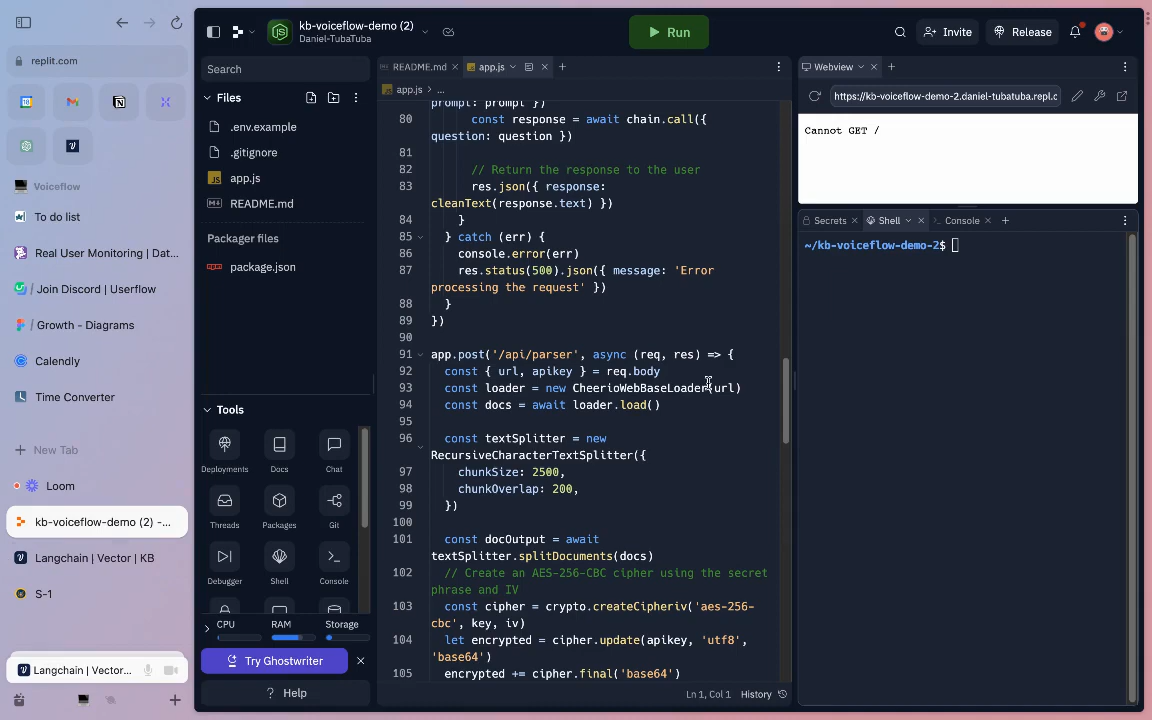 replit.com
Voiceflow
To do list
Real User Monitoring | Dat...
/ Join Discord | Userflow
/ Growth - Diagrams
Calendly
Time Converter
New Tab
Loom
kb-voiceflow-demo (2) -...
Langchain | Vector | KB
S-1
Langchain | Vector...
kb-voiceflow-demo (2)
Daniel-TubaTuba
Run
Invite
Release
Search
Files
.env.example
.gitignore
app.js
README.md
Packager files
package.json
Tools
Deployments
Docs
Chat
Threads
Packages
Git
Debugger
Shell
Console
CPU
RAM
Storage
Try Ghostwriter
? Help
README.md
app.js
app.js > ...
prompt: prompt })
80 const response = await chain.call({
question: question })
81
82 // Return the response to the user
83 res.json({ response:
cleanText(response.text) })
84 }
85 } catch (err) {
86 console.error(err)
87 res.status(500).json({ message: 'Error
processing the request' })
88 }
89 })
90
91 app.post('/api/parser', async (req, res) => {
92 const { url, apikey } = req.body
93 const loader = new CheerioWebBaseLoader(url)
94 const docs = await loader.load()
95
96 const textSplitter = new
RecursiveCharacterTextSplitter({
97 chunkSize: 2500,
98 chunkOverlap: 200,
99 })
100
101 const docOutput = await
textSplitter.splitDocuments(docs)
102 // Create an AES-256-CBC cipher using the secret
phrase and IV
103 const cipher = crypto.createCipheriv('aes-256-
cbc', key, iv)
104 let encrypted = cipher.update(apikey, 'utf8',
'base64')
105 encrypted += cipher.final('base64')
Ln 1, Col 1 History
Webview
https://kb-voiceflow-demo-2.daniel-tubatuba.repl.c
Cannot GET /
Secrets
Shell
Console
~/kb-voiceflow-demo-2$